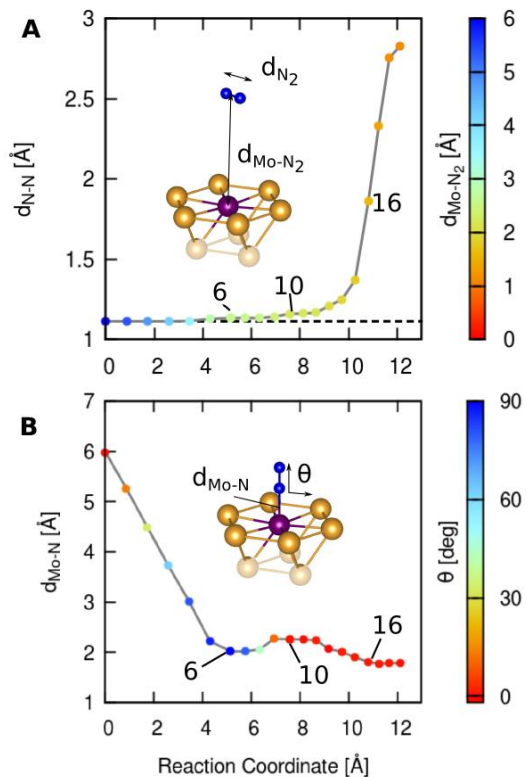 A
3
2.5
2
1.5
1
d_N-N [Å]
d_N2
d_Mo-N2
6
10
16
0 2 4 6 8 10 12
6
5
4
3
2
1
0
d_Mo-N2 [Å]
B
7
6
5
4
3
2
1
d_Mo-N [Å]
d_Mo-N
θ
6
10
16
0 2 4 6 8 10 12
Reaction Coordinate [Å]
90
60
30
0
θ [deg]